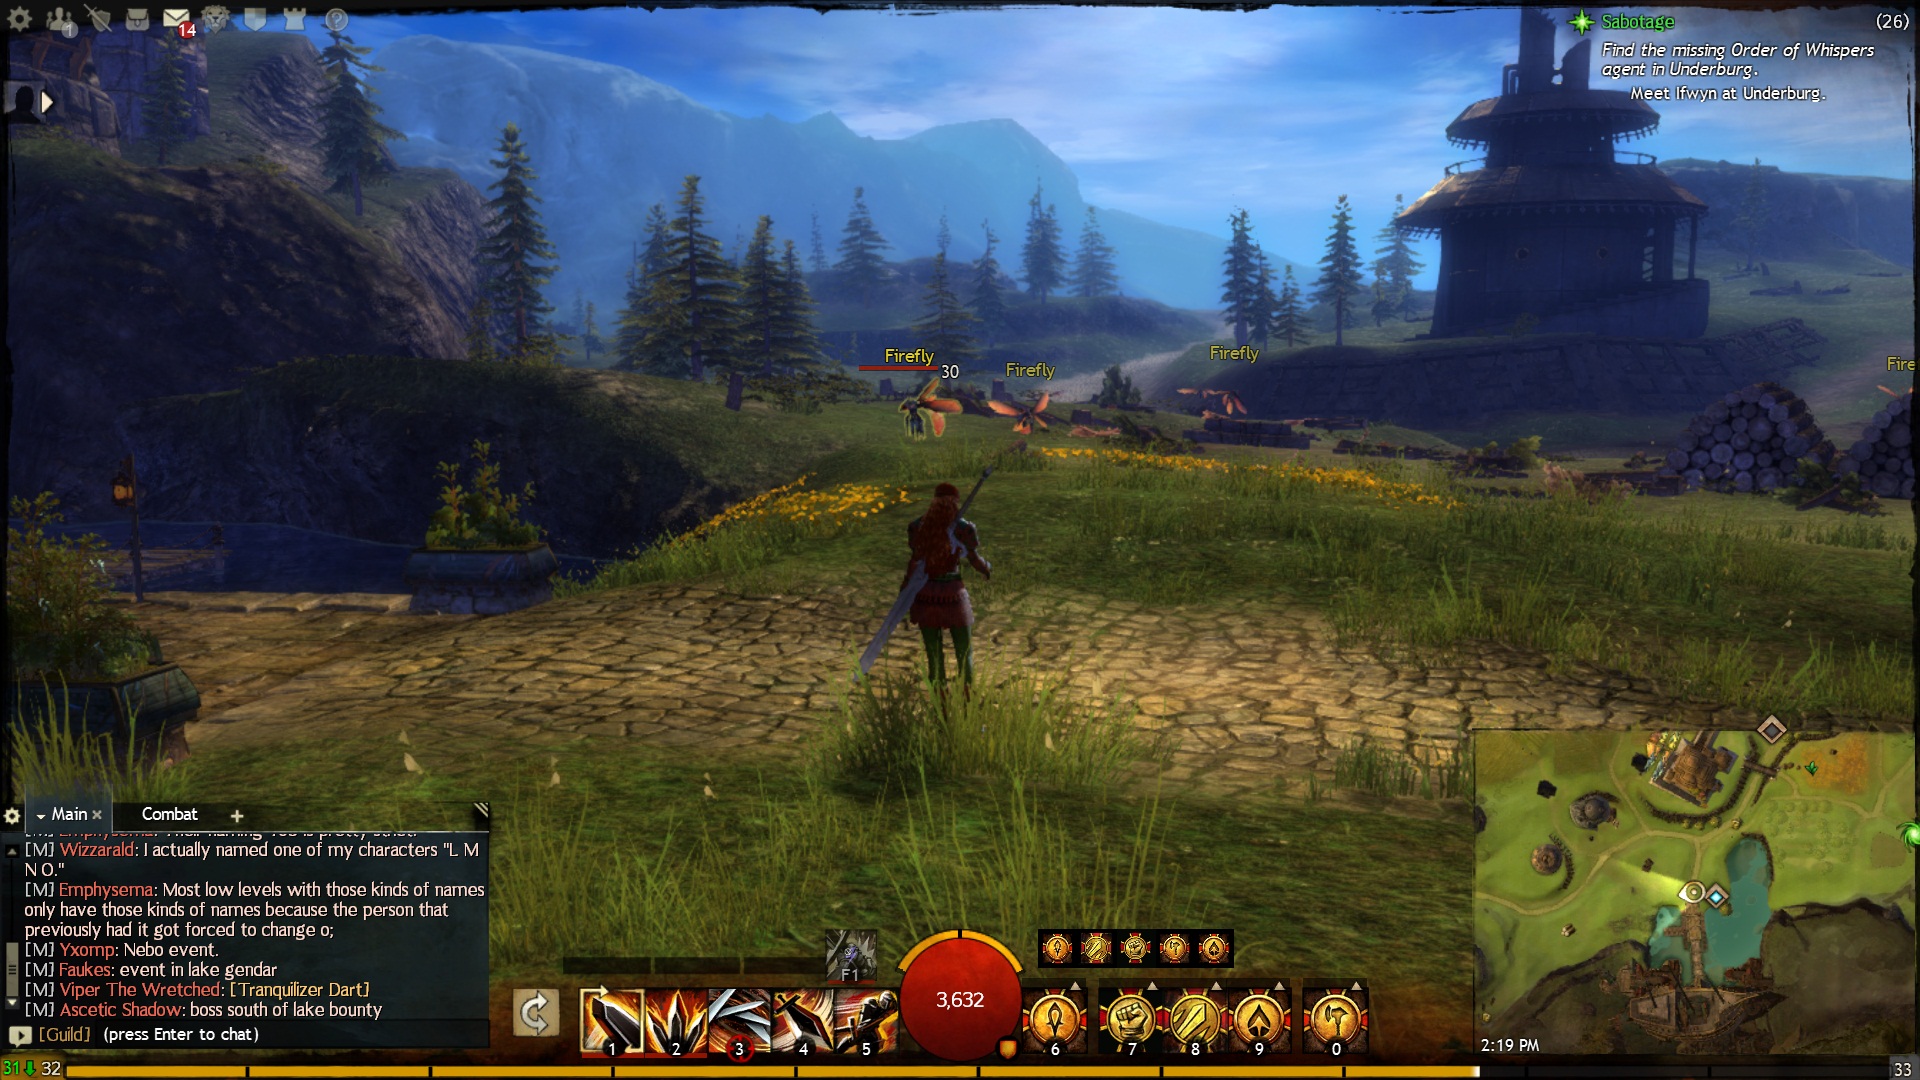 1
14
Sabotage
(26)
Find the missing Order of Whispers
agent in Underburg.
Meet Ifwyn at Underburg.
Firefly
30
Firefly
Firefly
Fire
Main
Combat
[M] Wizzarald: I actually named one of my characters "L M
N O."
[M] Emphysema: Most low levels with those kinds of names
only have those kinds of names because the person that
previously had it got forced to change o;
[M] Yxomp: Nebo event.
[M] Faukes: event in lake gendar
[M] Viper The Wretched: [Tranquilizer Dart]
[M] Ascetic Shadow: boss south of lake bounty
[Guild] (press Enter to chat)
F1
3,632
1 2 3 4 5 6 7 8 9 0
2:19 PM
31 32
33